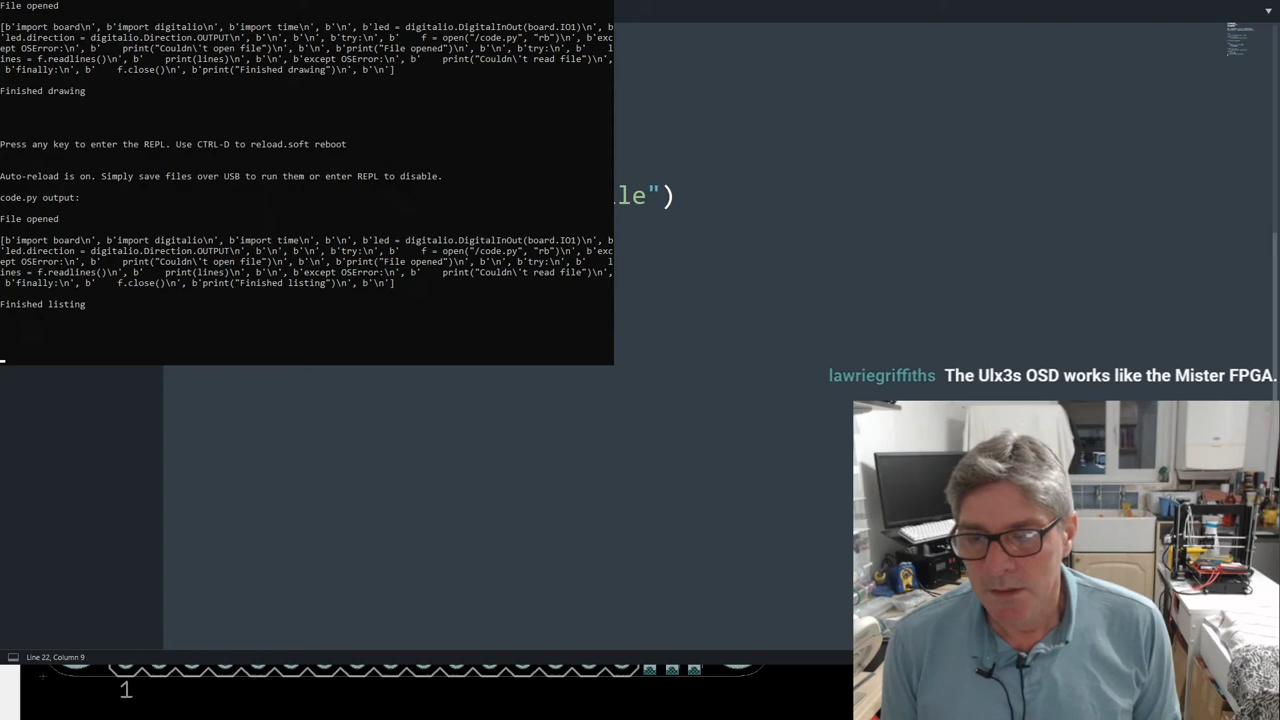 File opened
[b'import board\n', b'import digitalio\n', b'import time\n', b'\n', b'led = digitalio.DigitalInOut(board.IO1)\n', b
'led.direction = digitalio.Direction.OUTPUT\n', b'\n', b'try:\n', b'    f = open("/code.py", "rb")\n', b'exc
ept OSError:\n', b'    print("Couldn\'t open file")\n', b'\n', b'print("File opened")\n', b'\n', b'try:\n', b'    l
ines = f.readlines()\n', b'    print(lines)\n', b'\n', b'except OSError:\n', b'    print("Couldn\'t read file")\n',
 b'finally:\n', b'    f.close()\n', b'print("Finished drawing")\n', b'\n']
Finished drawing
Press any key to enter the REPL. Use CTRL-D to reload.soft reboot
Auto-reload is on. Simply save files over USB to run them or enter REPL to disable.
code.py output:
File opened
[b'import board\n', b'import digitalio\n', b'import time\n', b'\n', b'led = digitalio.DigitalInOut(board.IO1)\n', b
'led.direction = digitalio.Direction.OUTPUT\n', b'\n', b'try:\n', b'    f = open("/code.py", "rb")\n', b'exc
ept OSError:\n', b'    print("Couldn\'t open file")\n', b'\n', b'print("File opened")\n', b'\n', b'try:\n', b'    l
ines = f.readlines()\n', b'    print(lines)\n', b'\n', b'except OSError:\n', b'    print("Couldn\'t read file")\n',
 b'finally:\n', b'    f.close()\n', b'print("Finished listing")\n', b'\n']
Finished listing
le")
lawriegriffiths The Ulx3s OSD works like the Mister FPGA.
Line 22, Column 9
1